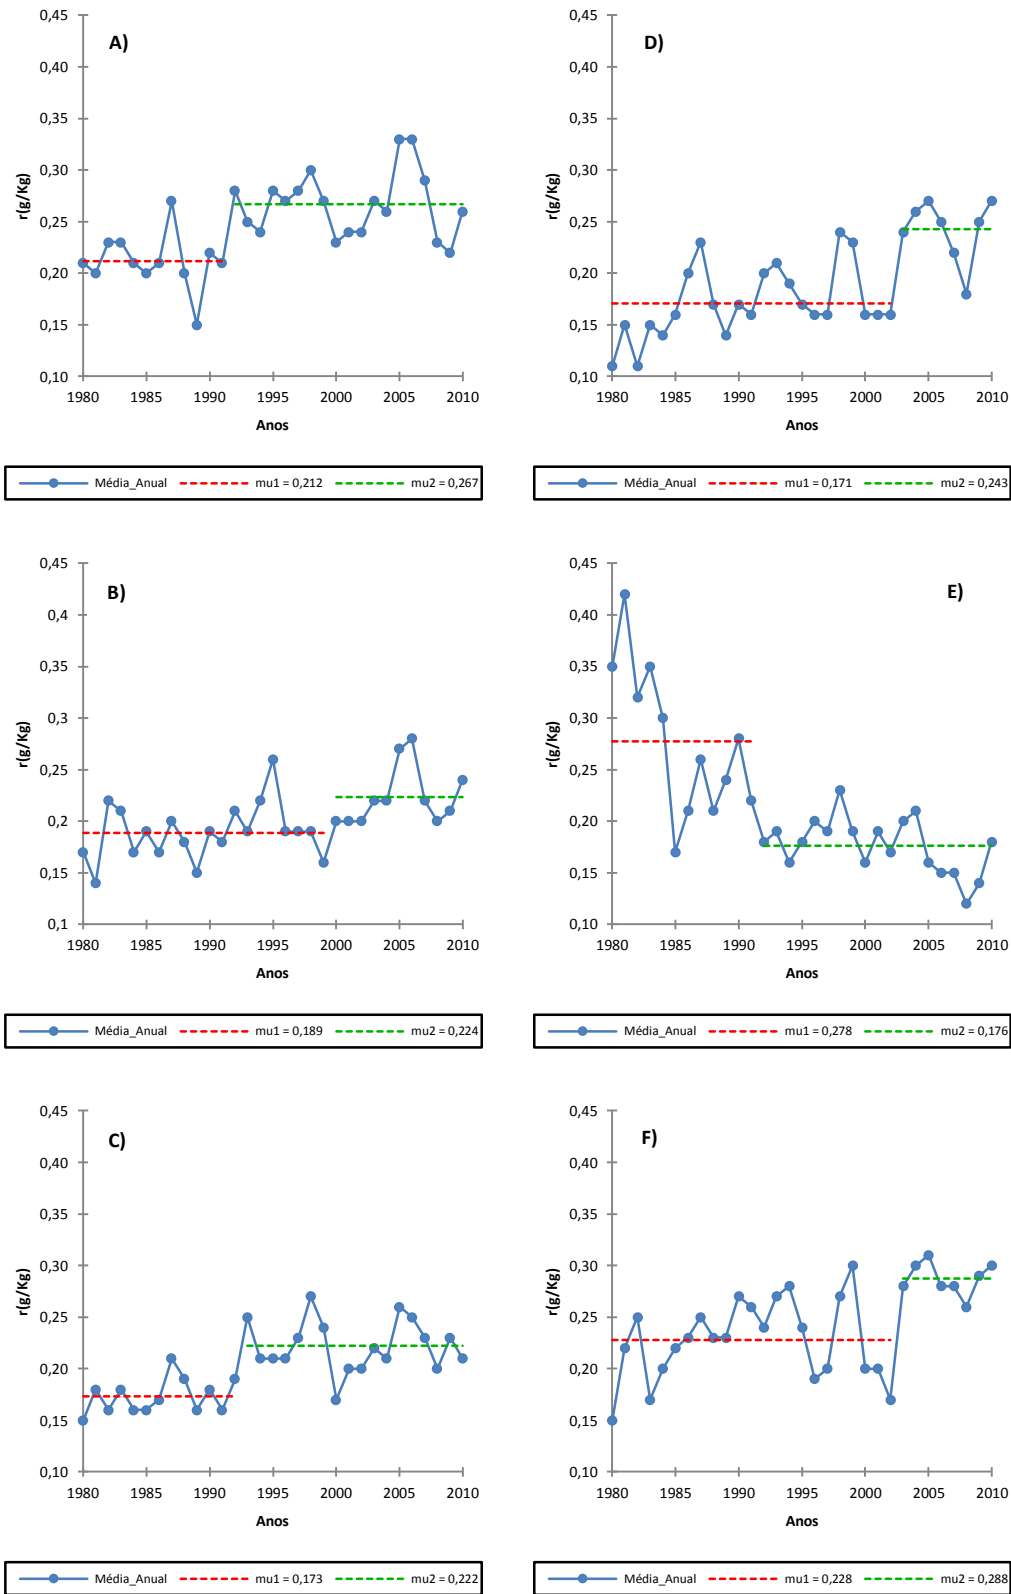 A)
0,45
0,40
0,35
0,30
0,25
0,20
0,15
0,10
r(g/Kg)
1980 1985 1990 1995 2000 2005 2010
Anos
Média_Anual mu1 = 0,212 mu2 = 0,267
D)
0,45
0,40
0,35
0,30
0,25
0,20
0,15
0,10
r(g/Kg)
1980 1985 1990 1995 2000 2005 2010
Anos
Média_Anual mu1 = 0,171 mu2 = 0,243
B)
0,45
0,4
0,35
0,3
0,25
0,2
0,15
0,1
r(g/Kg)
1980 1985 1990 1995 2000 2005 2010
Anos
Média_Anual mu1 = 0,189 mu2 = 0,224
E)
0,45
0,40
0,35
0,30
0,25
0,20
0,15
0,10
r(g/Kg)
1980 1985 1990 1995 2000 2005 2010
Anos
Média_Anual mu1 = 0,278 mu2 = 0,176
C)
0,45
0,40
0,35
0,30
0,25
0,20
0,15
0,10
r(g/Kg)
1980 1985 1990 1995 2000 2005 2010
Anos
Média_Anual mu1 = 0,173 mu2 = 0,222
F)
0,45
0,40
0,35
0,30
0,25
0,20
0,15
0,10
r(g/Kg)
1980 1985 1990 1995 2000 2005 2010
Anos
Média_Anual mu1 = 0,228 mu2 = 0,288